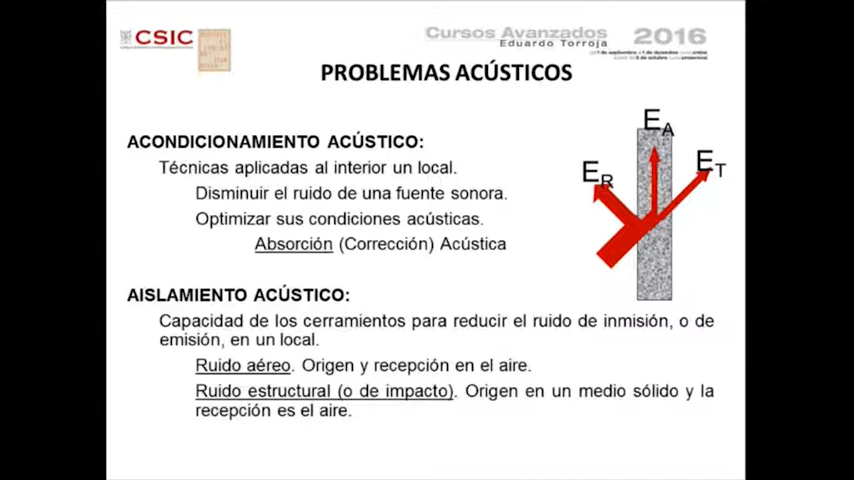 CSIC
Cursos Avanzados 2016
Eduardo Torroja
PROBLEMAS ACÚSTICOS
ACONDICIONAMIENTO ACÚSTICO:
Técnicas aplicadas al interior un local.
Disminuir el ruido de una fuente sonora.
Optimizar sus condiciones acústicas.
Absorción (Corrección) Acústica
EA
ER
ET
AISLAMIENTO ACÚSTICO:
Capacidad de los cerramientos para reducir el ruido de inmisión, o de
emisión, en un local.
Ruido aéreo. Origen y recepción en el aire.
Ruido estructural (o de impacto). Origen en un medio sólido y la
recepción es el aire.